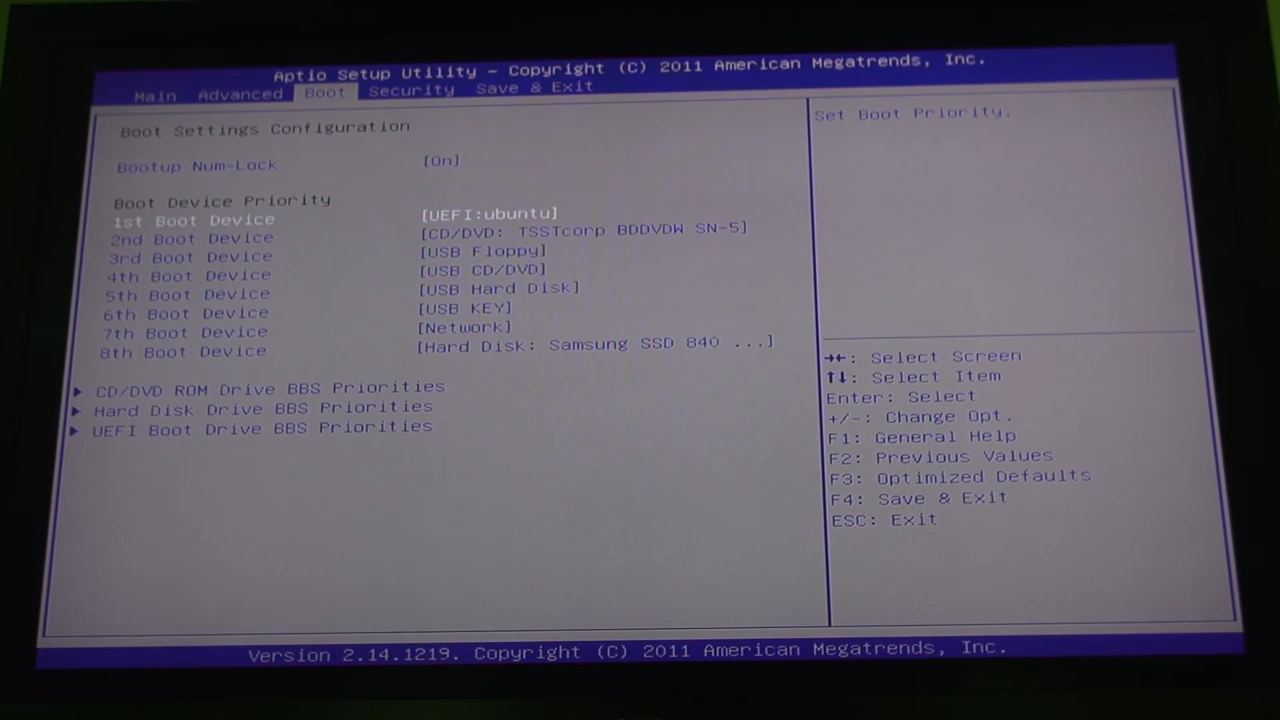 Aptio Setup Utility - Copyright (C) 2011 American Megatrends, Inc.
Main Advanced Boot Security Save & Exit
Boot Settings Configuration
Bootup Num-Lock [On]
Boot Device Priority
1st Boot Device [UEFI:ubuntu]
2nd Boot Device [CD/DVD: TSSTcorp BDDVDW SN-5]
3rd Boot Device [USB Floppy]
4th Boot Device [USB CD/DVD]
5th Boot Device [USB Hard Disk]
6th Boot Device [USB KEY]
7th Boot Device [Network]
8th Boot Device [Hard Disk: Samsung SSD 840 ...]
CD/DVD ROM Drive BBS Priorities
Hard Disk Drive BBS Priorities
UEFI Boot Drive BBS Priorities
Set Boot Priority.
→←: Select Screen
↑↓: Select Item
Enter: Select
+/-: Change Opt.
F1: General Help
F2: Previous Values
F3: Optimized Defaults
F4: Save & Exit
ESC: Exit
Version 2.14.1219. Copyright (C) 2011 American Megatrends, Inc.